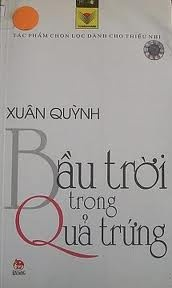 TÁC PHẨM CHỌN LỌC DÀNH CHO THIẾU NHI
XUÂN QUỲNH
Bầu trời
trong
Quả trứng